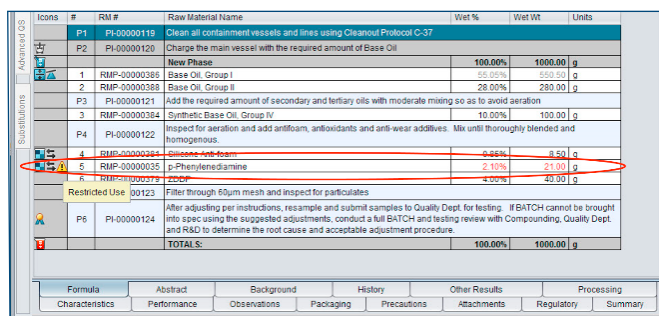 Icons # RM # Raw Material Name Wet % Wet Wt Units
Advanced QS
Substitutions
P1 PI-00000119 Clean all containment vessels and lines using Cleanout Protocol C-37
P2 PI-00000120 Charge the main vessel with the required amount of Base Oil
New Phase 100.00% 1000.00 g
1 RMP-00000386 Base Oil, Group I 55.05% 550.50 g
2 RMP-00000388 Base Oil, Group II 28.00% 280.00 g
P3 PI-00000121 Add the required amount of secondary and tertiary oils with moderate mixing so as to avoid aeration
3 RMP-00000384 Synthetic Base Oil, Group IV 10.00% 100.00 g
P4 PI-00000122 Inspect for aeration and add antifoam, antioxidants and anti-wear additives. Mix until thoroughly blended and
homogenous.
4 RMP-00000381 Silicone Anti-foam 0.85% 8.50 g
5 RMP-00000035 p-Phenylenediamine 2.10% 21.00 g
6 RMP-00000379 ZDDP 4.00% 40.00 g
Restricted Use 00000123 Filter through 60µm mesh and inspect for particulates
After adjusting per instructions, resample and submit samples to Quality Dept. for testing. If BATCH cannot be brought
P6 PI-00000124 into spec using the suggested adjustments, conduct a full BATCH and testing review with Compounding, Quality Dept.
and R&D to determine the root cause and acceptable adjustment procedure.
TOTALS: 100.00% 1000.00 g
Formula Abstract Background History Other Results Processing
Characteristics Performance Observations Packaging Precautions Attachments Regulatory Summary